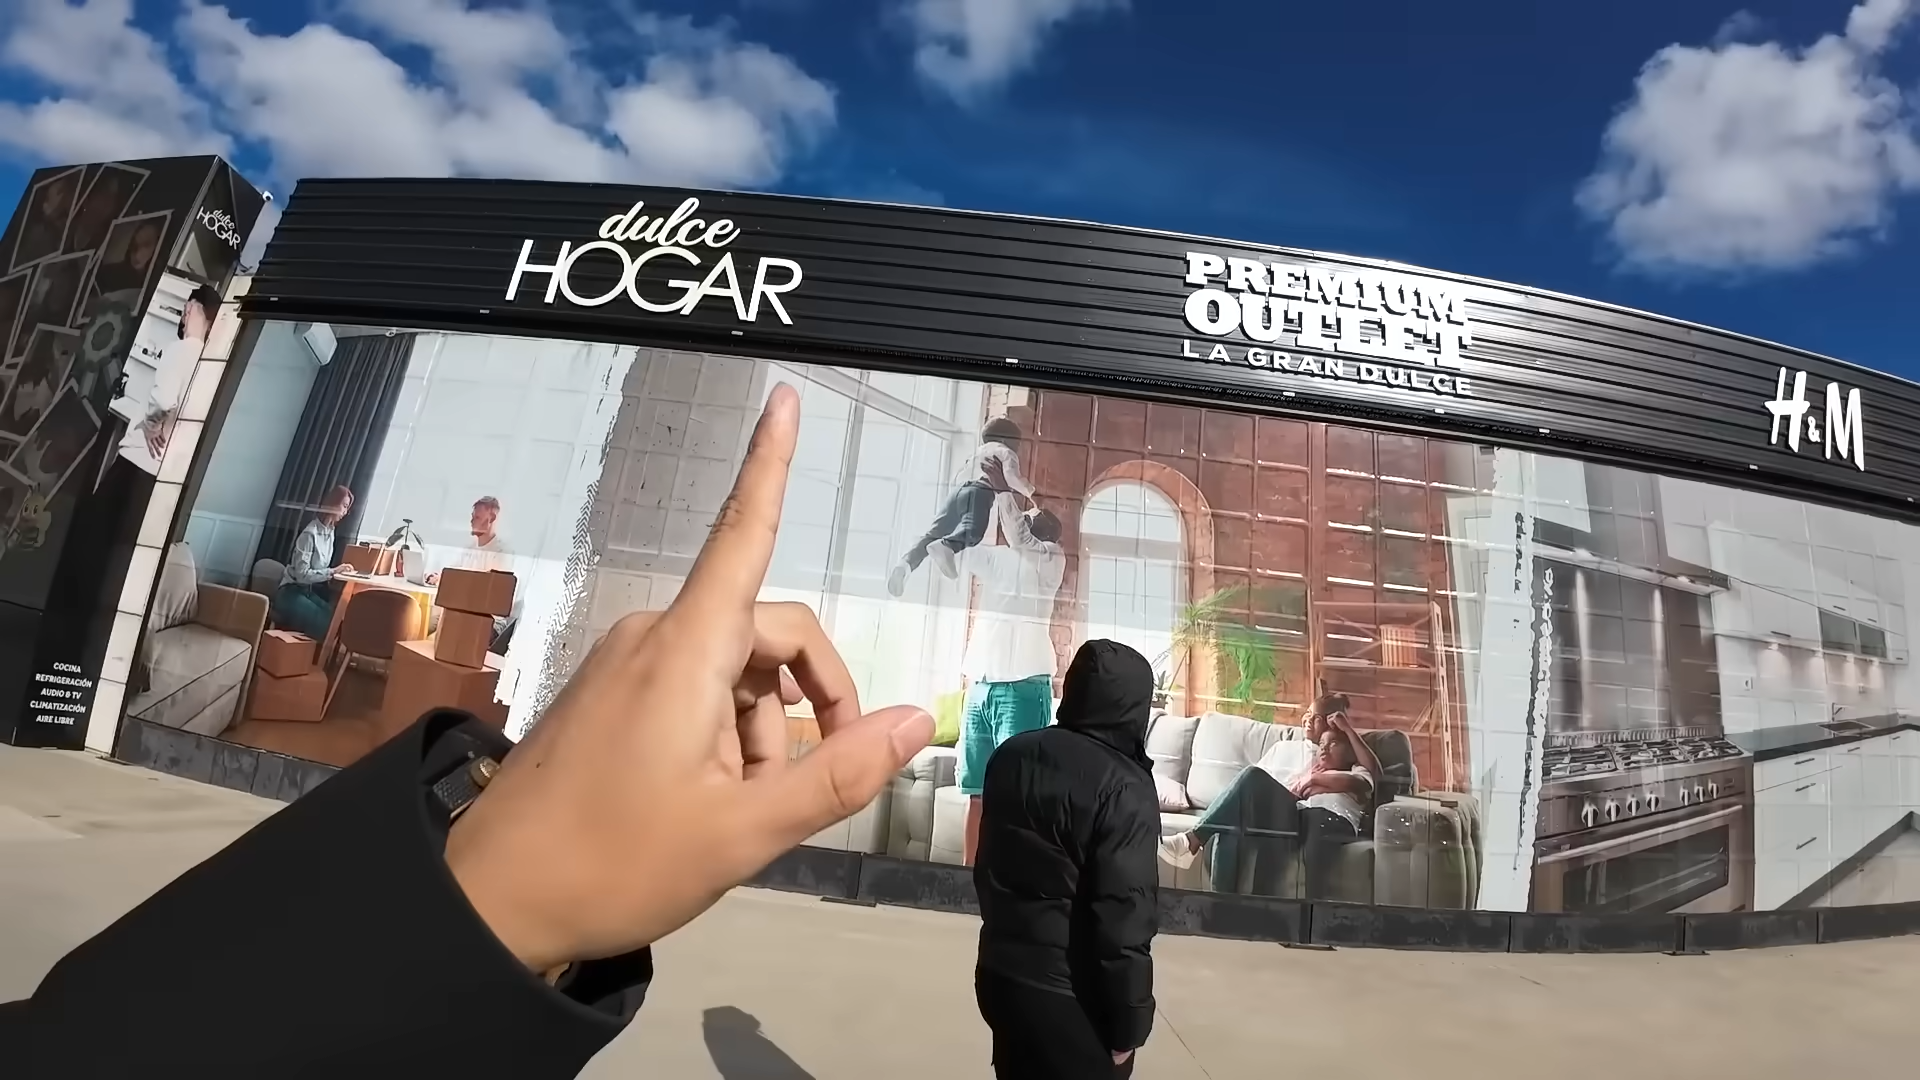 dulce
HOGAR
dulce
HOGAR
PREMIUM
OUTLET
LA GRAN DULCE
H&M
COCINA
REFRIGERACIÓN
AUDIO & TV
CLIMATIZACIÓN
AIRE LIBRE